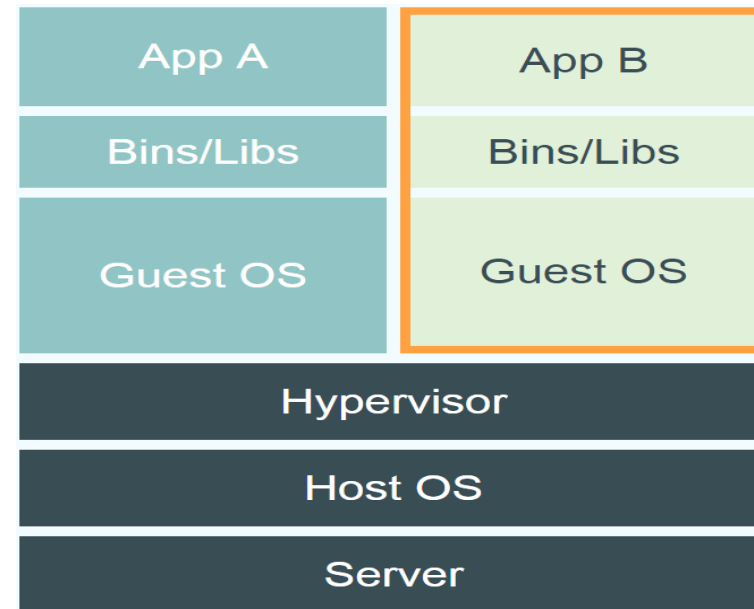 App A
Bins/Libs
Guest OS
App B
Bins/Libs
Guest OS
Hypervisor
Host OS
Server